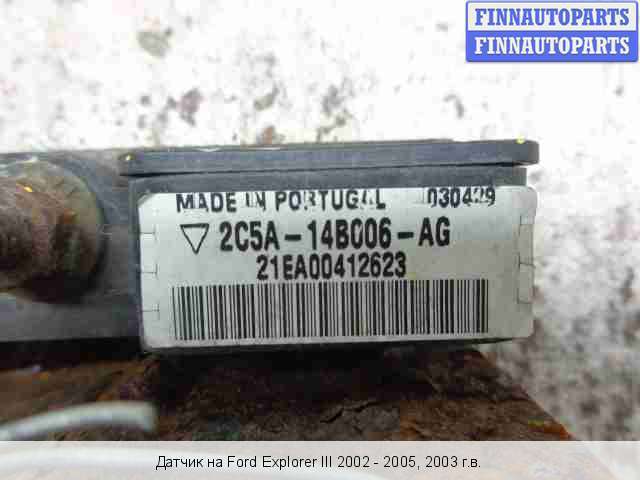 FINNAUTOPARTS
FINNAUTOPARTS
MADE IN PORTUGAL 030429
2C5A-14B006-AG
21EA00412623
Датчик на Ford Explorer III 2002 - 2005, 2003 г.в.